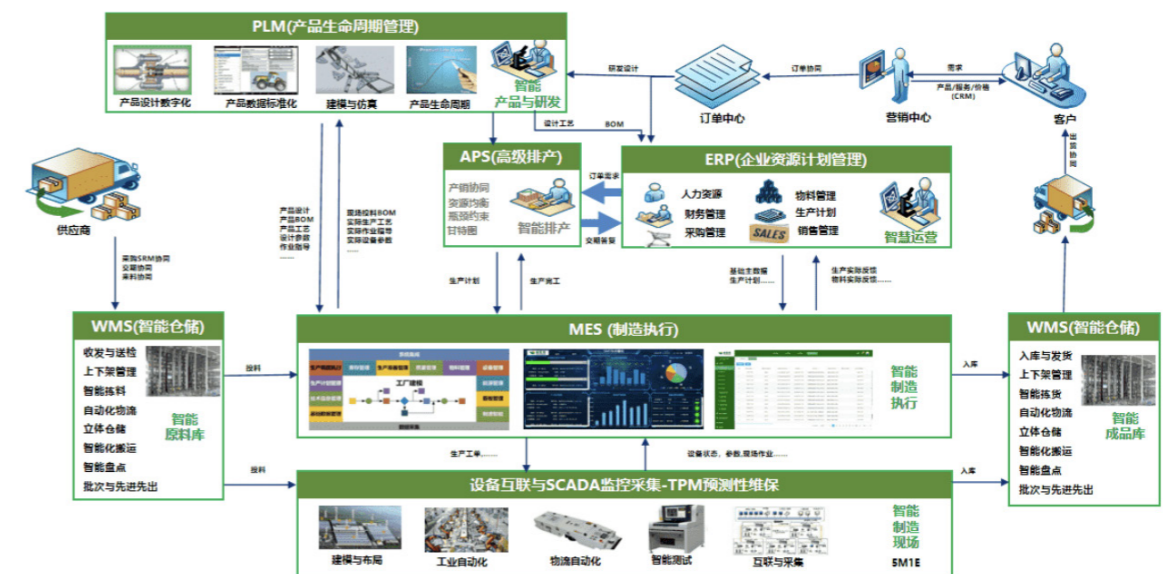 PLM(产品生命周期管理)
产品设计数字化
产品数据标准化
建模与仿真
产品生命周期
智能
产品与研发
研发设计
订单协同
需求
产品/服务/价格
(CRM)
订单中心
营销中心
客户
设计工艺
BOM
出货协同
供应商
APS(高级排产)
产销协同
资源均衡
瓶颈约束
甘特图
智能排产
订单需求
交期答复
ERP(企业资源计划管理)
人力资源
财务管理
采购管理
物料管理
生产计划
SALES
销售管理
智慧运营
产品设计
产品BOM
产品工艺
设计参数
作业指导
......
现场投料BOM
实际生产工艺
实际作业指导
实际设备参数
......
采购SRM协同
交期协同
来料协同
生产计划
生产完工
基础主数据
生产计划......
生产实际反馈
物料实际反馈......
WMS(智能仓储)
收发与送检
上下架管理
智能拣料
自动化物流
立体仓储
智能化搬运
智能盘点
批次与先进先出
智能
原料库
投料
投料
MES (制造执行)
工厂建模
智能
制造
执行
入库
入库
WMS(智能仓储)
入库与发货
上下架管理
智能拣货
自动化物流
立体仓储
智能化搬运
智能盘点
批次与先进先出
智能
成品库
生产工单,......
设备状态，参数,现场作业......
设备互联与SCADA监控采集-TPM预测性维保
建模与布局
工业自动化
物流自动化
智能测试
互联与采集
智能
制造
现场
5M1E